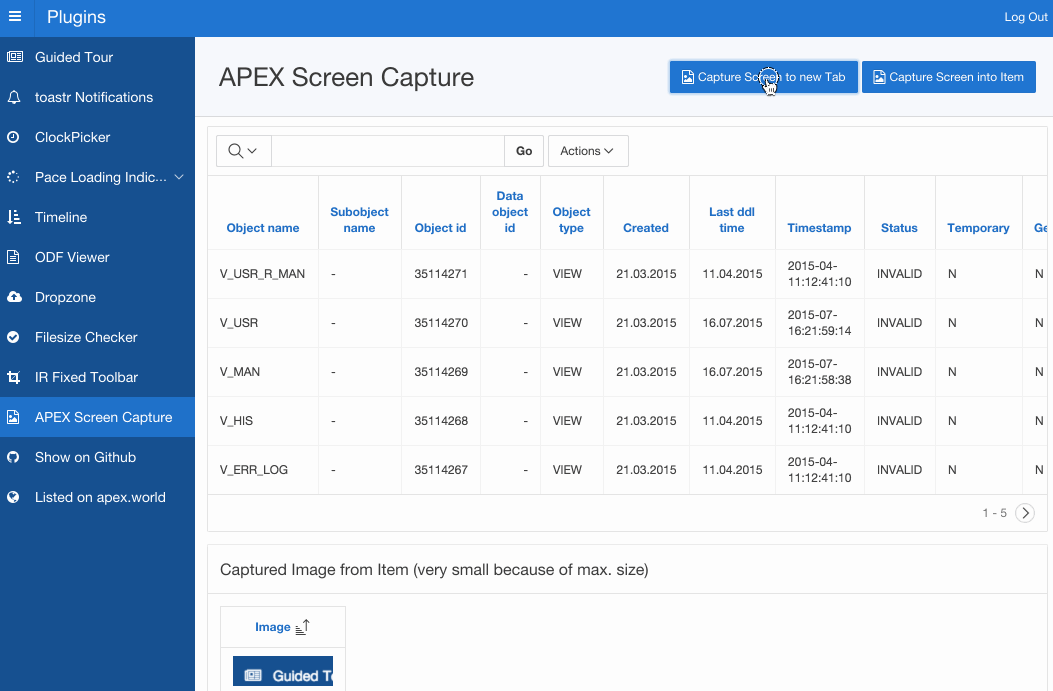 Plugins
Log Out
Guided Tour
toastr Notifications
ClockPicker
Pace Loading Indic...
Timeline
ODF Viewer
Dropzone
Filesize Checker
IR Fixed Toolbar
APEX Screen Capture
Show on Github
Listed on apex.world
APEX Screen Capture
Capture Screen to new Tab
Capture Screen into Item
Go
Actions
Object name
Subobject
name
Object id
Data
object
id
Object
type
Created
Last ddl
time
Timestamp
Status
Temporary
Ge
V_USR_R_MAN - 35114271 - VIEW 21.03.2015 11.04.2015 2015-04-
11:12:41:10 INVALID N N
V_USR - 35114270 - VIEW 21.03.2015 16.07.2015 2015-07-
16:21:59:14 INVALID N N
V_MAN - 35114269 - VIEW 21.03.2015 16.07.2015 2015-07-
16:21:58:38 INVALID N N
V_HIS - 35114268 - VIEW 21.03.2015 11.04.2015 2015-04-
11:12:41:10 INVALID N N
V_ERR_LOG - 35114267 - VIEW 21.03.2015 11.04.2015 2015-04-
11:12:41:10 INVALID N N
1 - 5
Captured Image from Item (very small because of max. size)
Image
Guided To